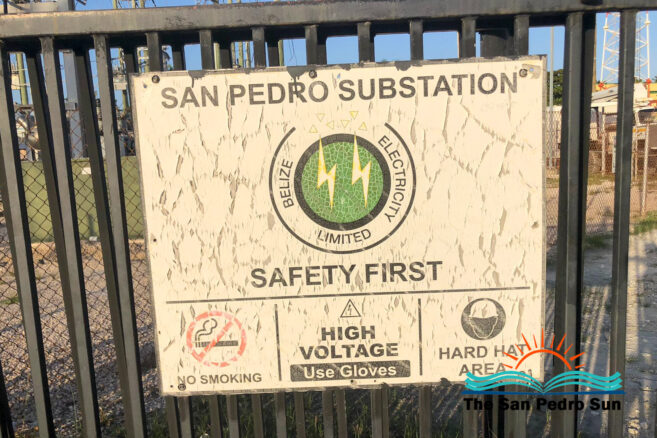 SAN PEDRO SUBSTATION
BELIZE ELECTRICITY
LIMITED
SAFETY FIRST
NO SMOKING
HIGH
VOLTAGE
Use Gloves
HARD HAT
AREA
The San Pedro Sun